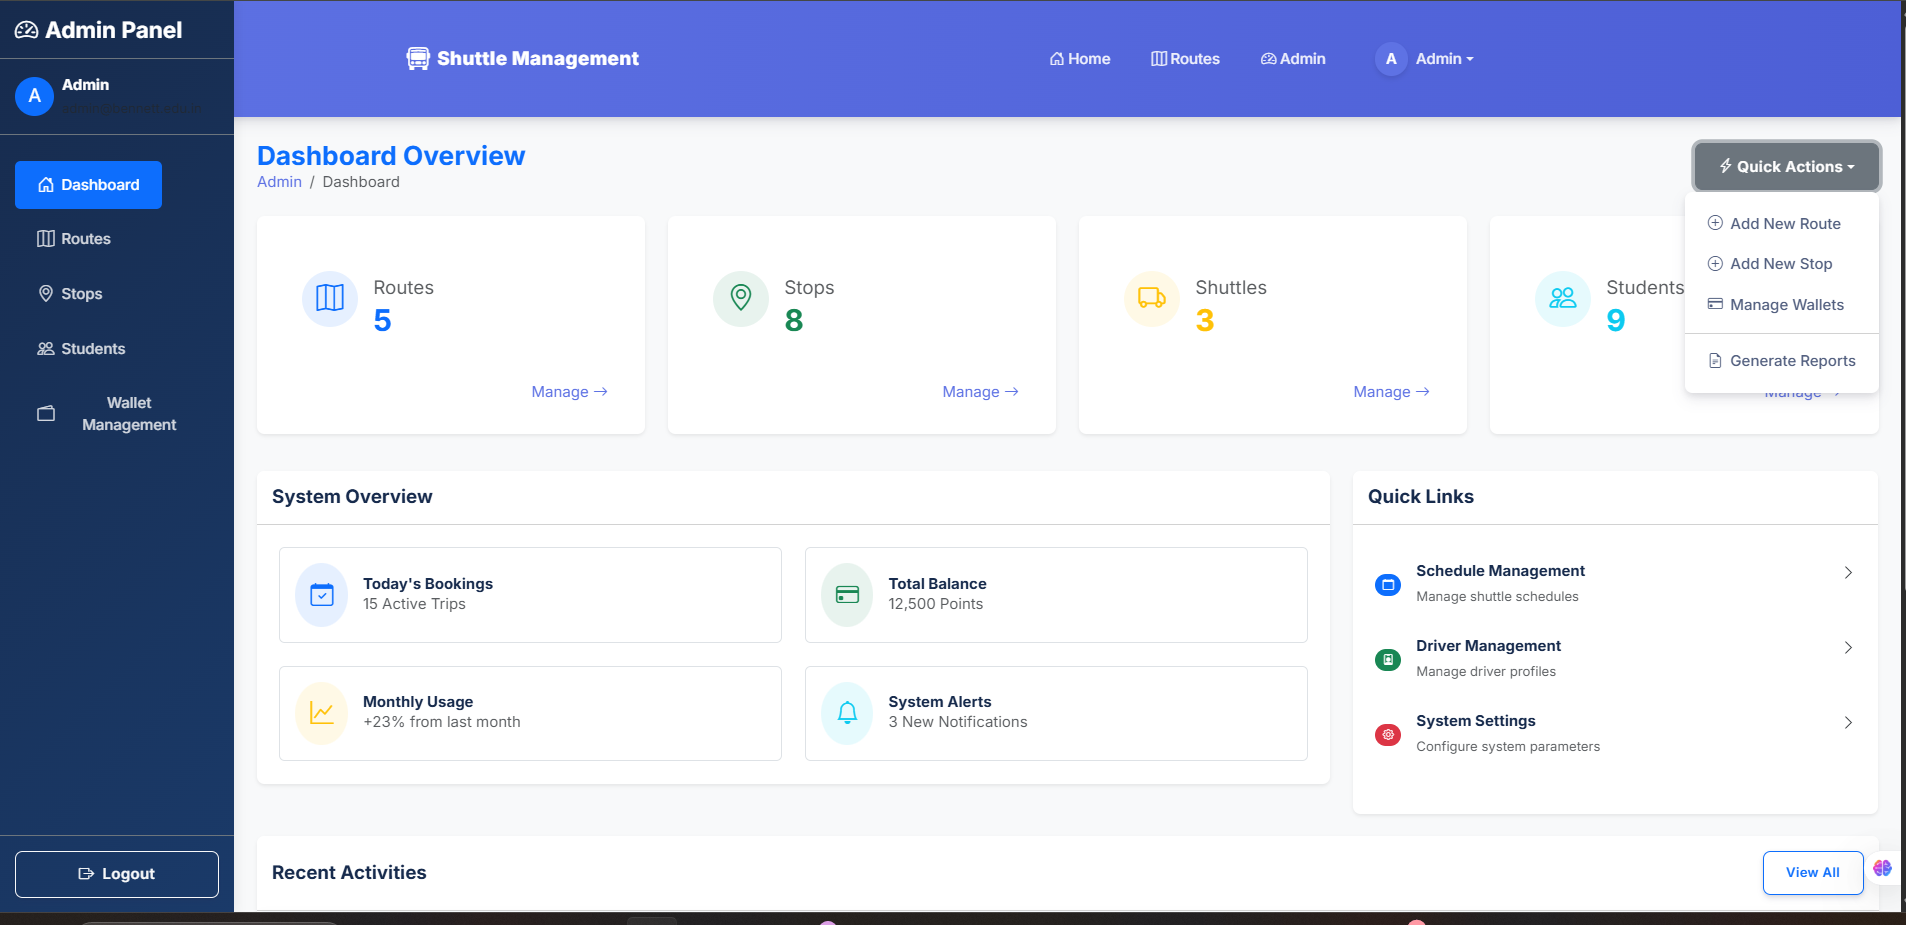 Admin Panel
A
Admin
Dashboard
Routes
Stops
Students
Wallet
Management
Logout
Shuttle Management
Home
Routes
Admin
A
Admin
Dashboard Overview
Admin / Dashboard
Quick Actions
Add New Route
Add New Stop
Manage Wallets
Generate Reports
Routes
5
Manage
Stops
8
Manage
Shuttles
3
Manage
Students
9
Manage
System Overview
Today's Bookings
15 Active Trips
Total Balance
12,500 Points
Monthly Usage
+23% from last month
System Alerts
3 New Notifications
Quick Links
Schedule Management
Manage shuttle schedules
Driver Management
Manage driver profiles
System Settings
Configure system parameters
Recent Activities
View All